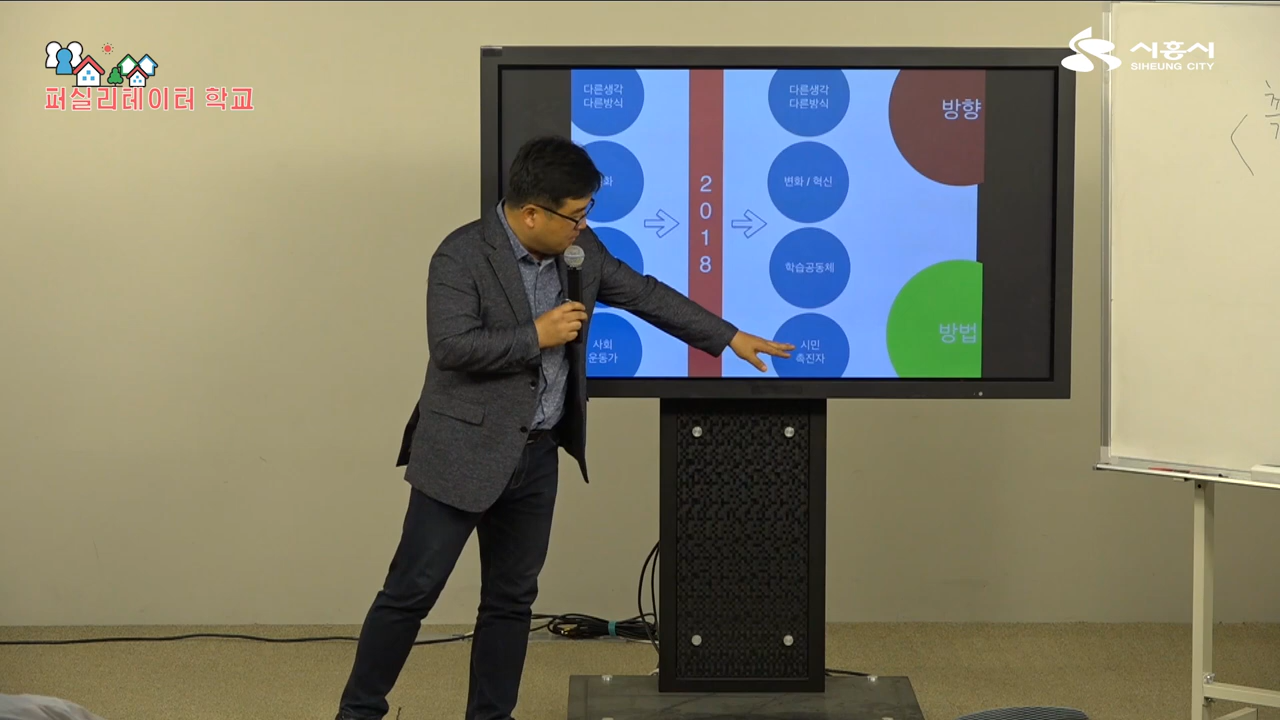 퍼실리테이터 학교
시흥시
SIHEUNG CITY
다른생각
다른방식
화
사회
운동가
2
0
1
8
다른생각
다른방식
변화 / 혁신
학습공동체
시민
촉진자
방향
방법